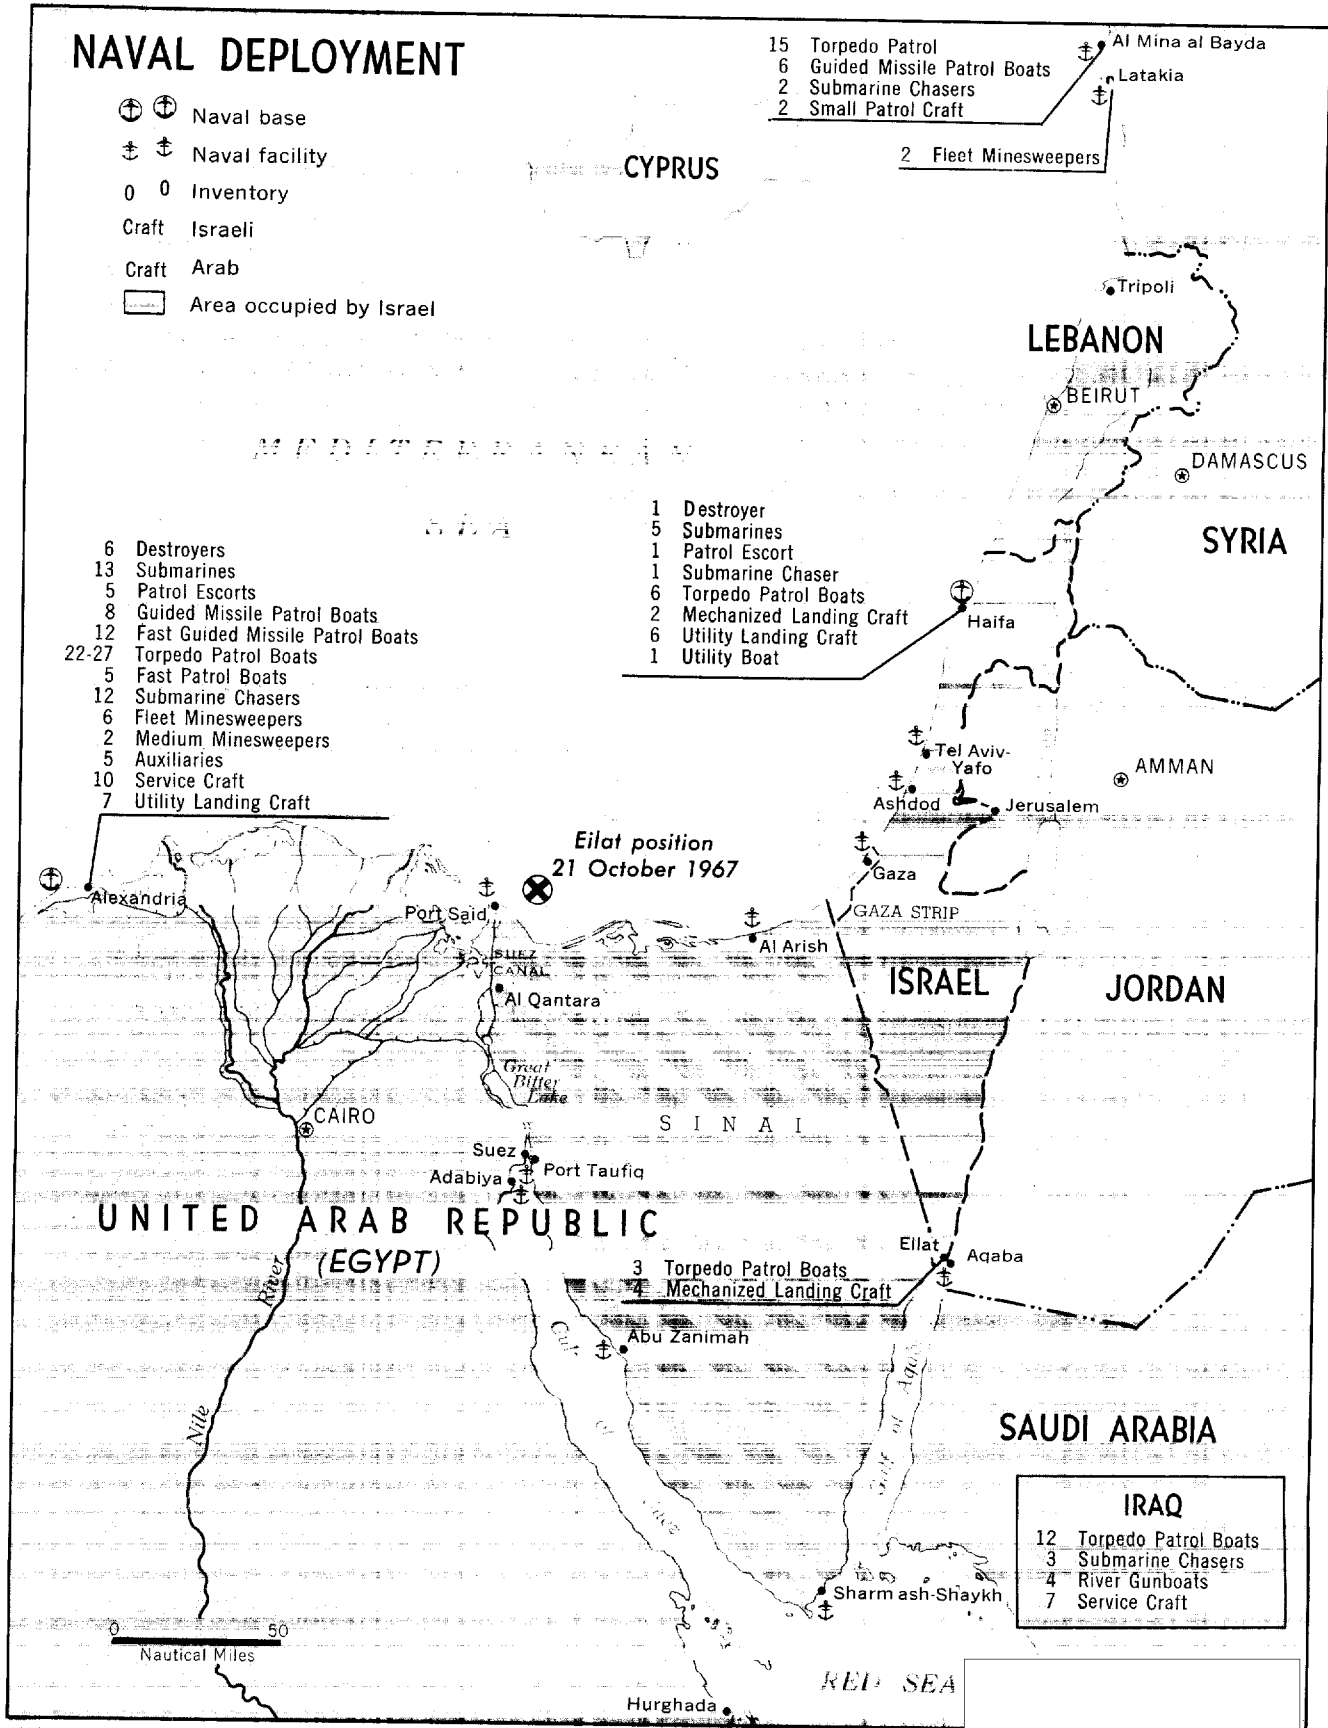 NAVAL DEPLOYMENT
Naval base
Naval facility
0 0 Inventory
Craft Israeli
Craft Arab
Area occupied by Israel
15 Torpedo Patrol
6 Guided Missile Patrol Boats
2 Submarine Chasers
2 Small Patrol Craft
Al Mina al Bayda
Latakia
2 Fleet Minesweepers
CYPRUS
Tripoli
LEBANON
BEIRUT
DAMASCUS
SYRIA
MEDITERRANEAN
SEA
1 Destroyer
5 Submarines
1 Patrol Escort
1 Submarine Chaser
6 Torpedo Boats
2 Mechanized Landing Craft
6 Utility Landing Craft
1 Utility Boat
Haifa
6 Destroyers
13 Submarines
5 Patrol Escorts
8 Guided Missile Patrol Boats
12 Fast Guided Missile Patrol Boats
22-27 Torpedo Patrol Boats
5 Fast Patrol Boats
12 Submarine Chasers
6 Fleet Minesweepers
2 Medium Minesweepers
5 Auxiliaries
10 Service Craft
7 Utility Landing Craft
Tel Aviv-
Yafo
AMMAN
Ashdod
Jerusalem
Eilat position
21 October 1967
Gaza
GAZA STRIP
Alexandria
Port Said
Al Arish
SUEZ
CANAL
Al Qantara
ISRAEL
JORDAN
Great
Bitter
Lake
CAIRO
SINAI
Suez
Port Taufiq
Adabiya
UNITED ARAB REPUBLIC
(EGYPT)
Eilat
Aqaba
3 Torpedo Patrol Boats
4 Mechanized Landing Craft
Abu Zanimah
Nile River
Gulf of Suez
Gulf of Aqaba
SAUDI ARABIA
IRAQ
12 Torpedo Patrol Boats
3 Submarine Chasers
4 River Gunboats
7 Service Craft
Sharm ash-Shaykh
0 50
Nautical Miles
RED SEA
Hurghada